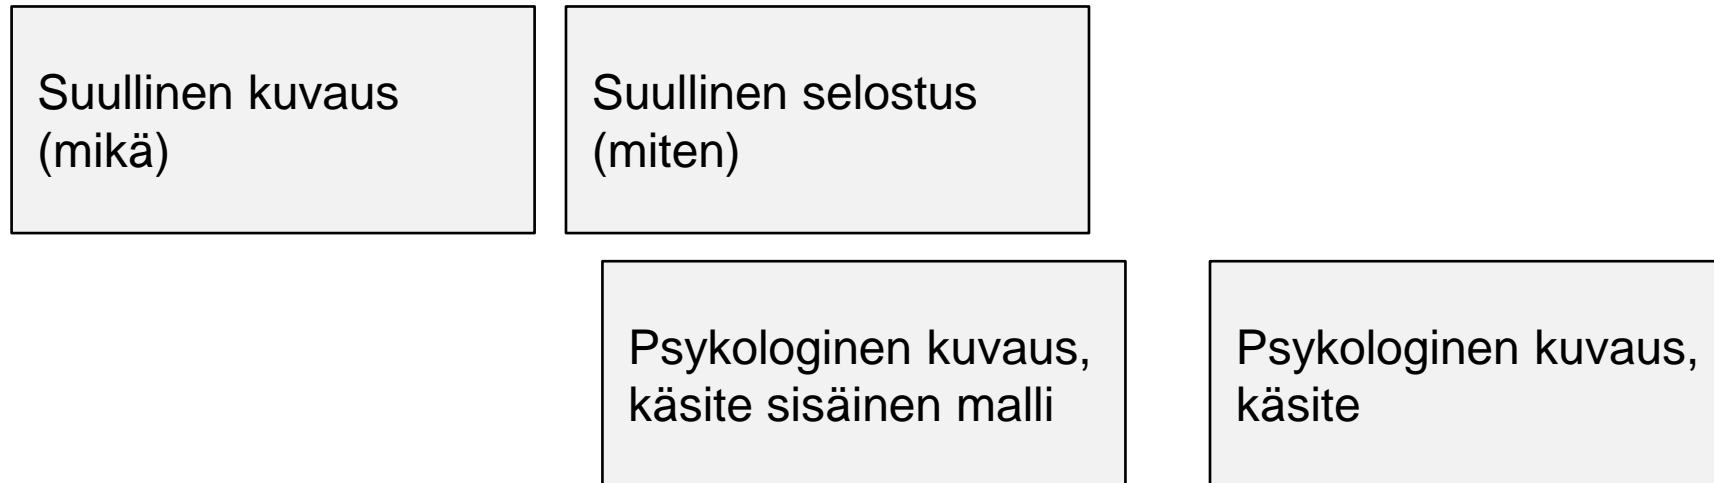 Suullinen kuvaus
(mikä)
Suullinen selostus
(miten)
Psykologinen kuvaus,
käsite sisäinen malli
Psykologinen kuvaus,
käsite